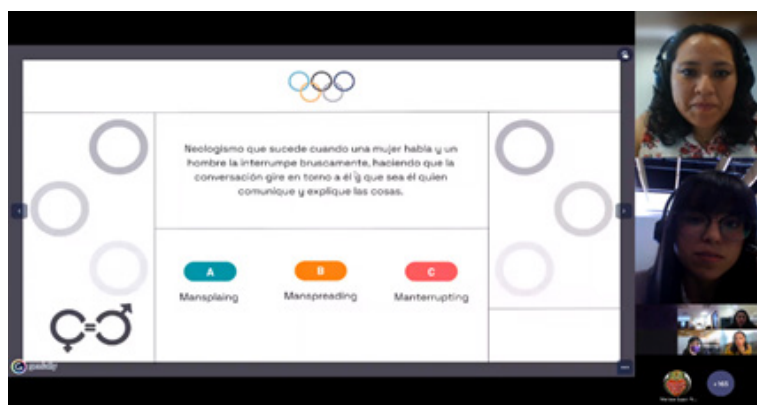 Neologismo que sucede cuando una mujer habla y un
hombre la interrumpe bruscamente, haciendo que la
conversación gire en torno a él y que sea él quien
comunique y explique las cosas.
A
B
C
Mansplaing
Manspreading
Manterrupting
genially